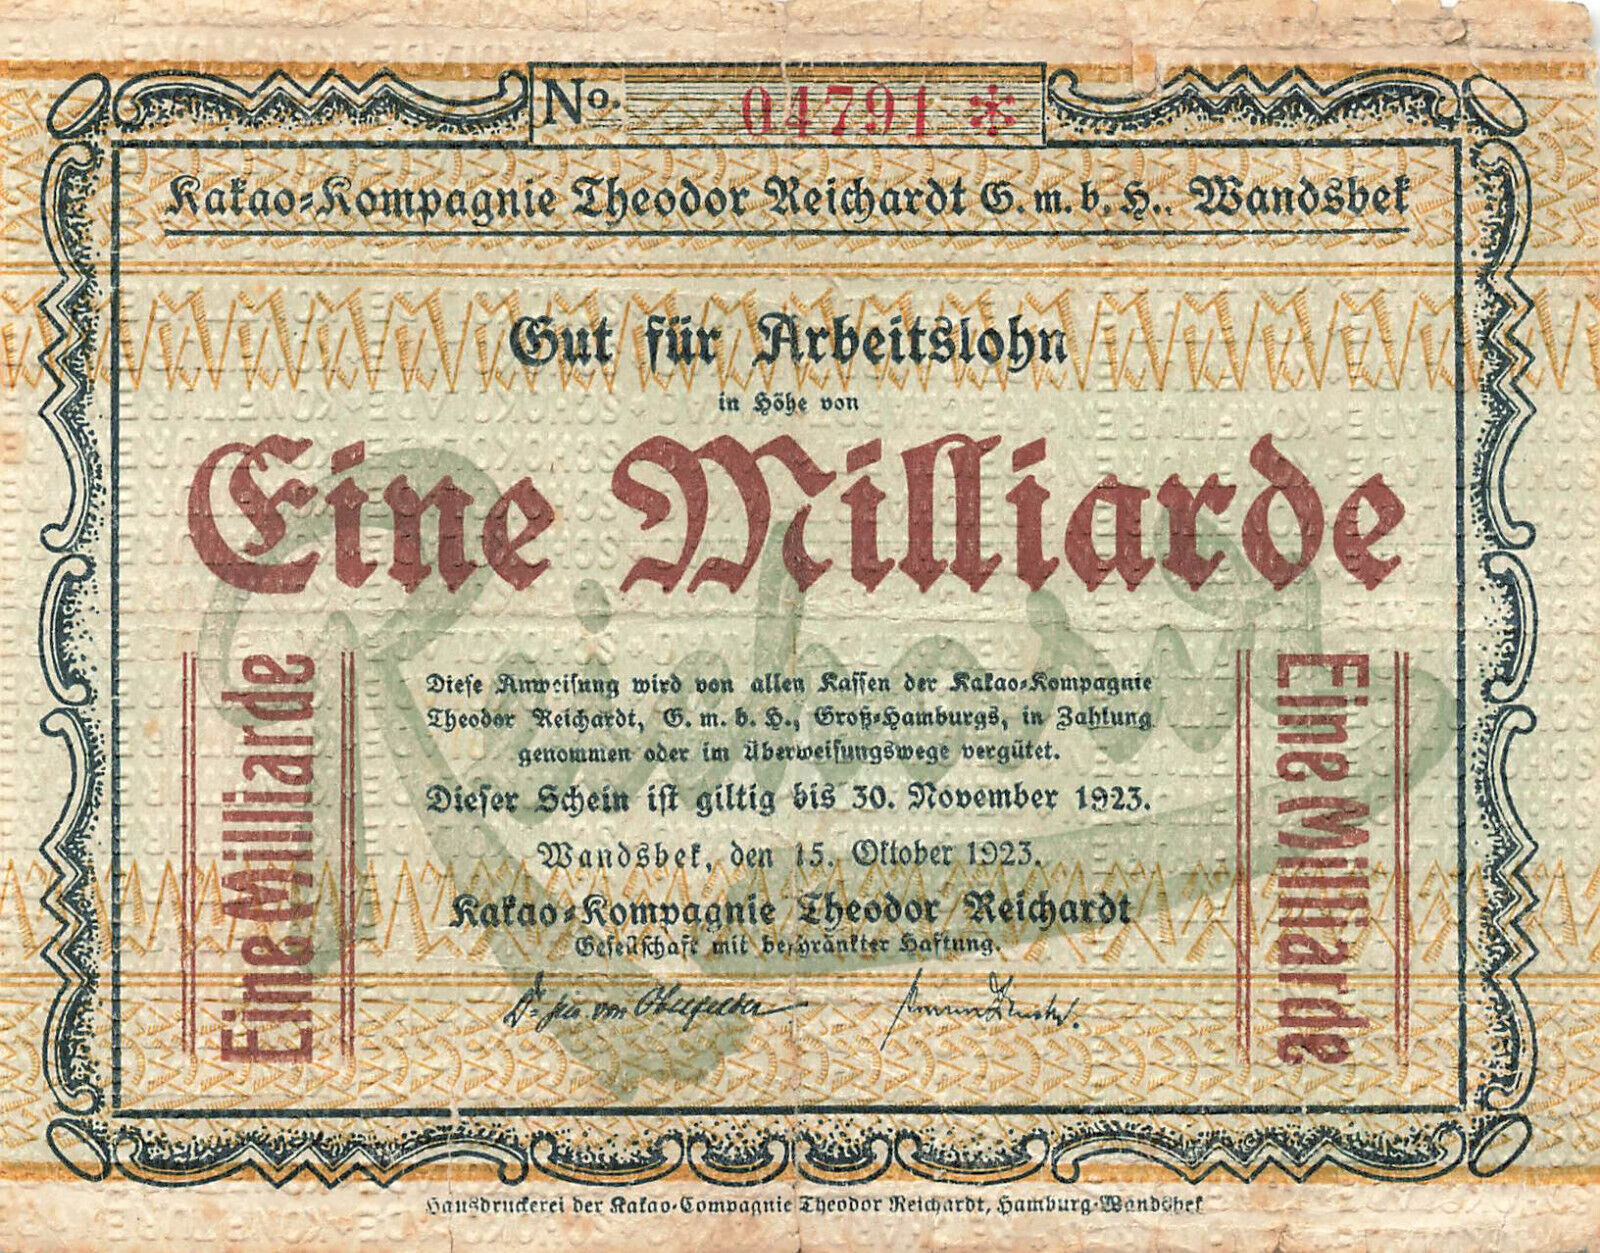 No. 04791 *
Kakao-Kompagnie Theodor Reichardt G. m. b. H., Wandsbek
Gut für Arbeitslohn
in Höhe von
Eine Milliarde
Reichardt
Diese Anweisung wird von allen Kassen der Kakao-Kompagnie
Theodor Reichardt, G. m. b. H., Groß-Hamburgs, in Zahlung
genommen oder im Überweisungswege vergütet.
Dieser Schein ist giltig bis 30. November 1923.
Wandsbek, den 15. Oktober 1923.
Kakao-Kompagnie Theodor Reichardt
Gesellschaft mit beschränkter Haftung.
Eine Milliarde
Eine Milliarde
Hausdruckerei der Kakao-Compagnie Theodor Reichardt, Hamburg-Wandsbek